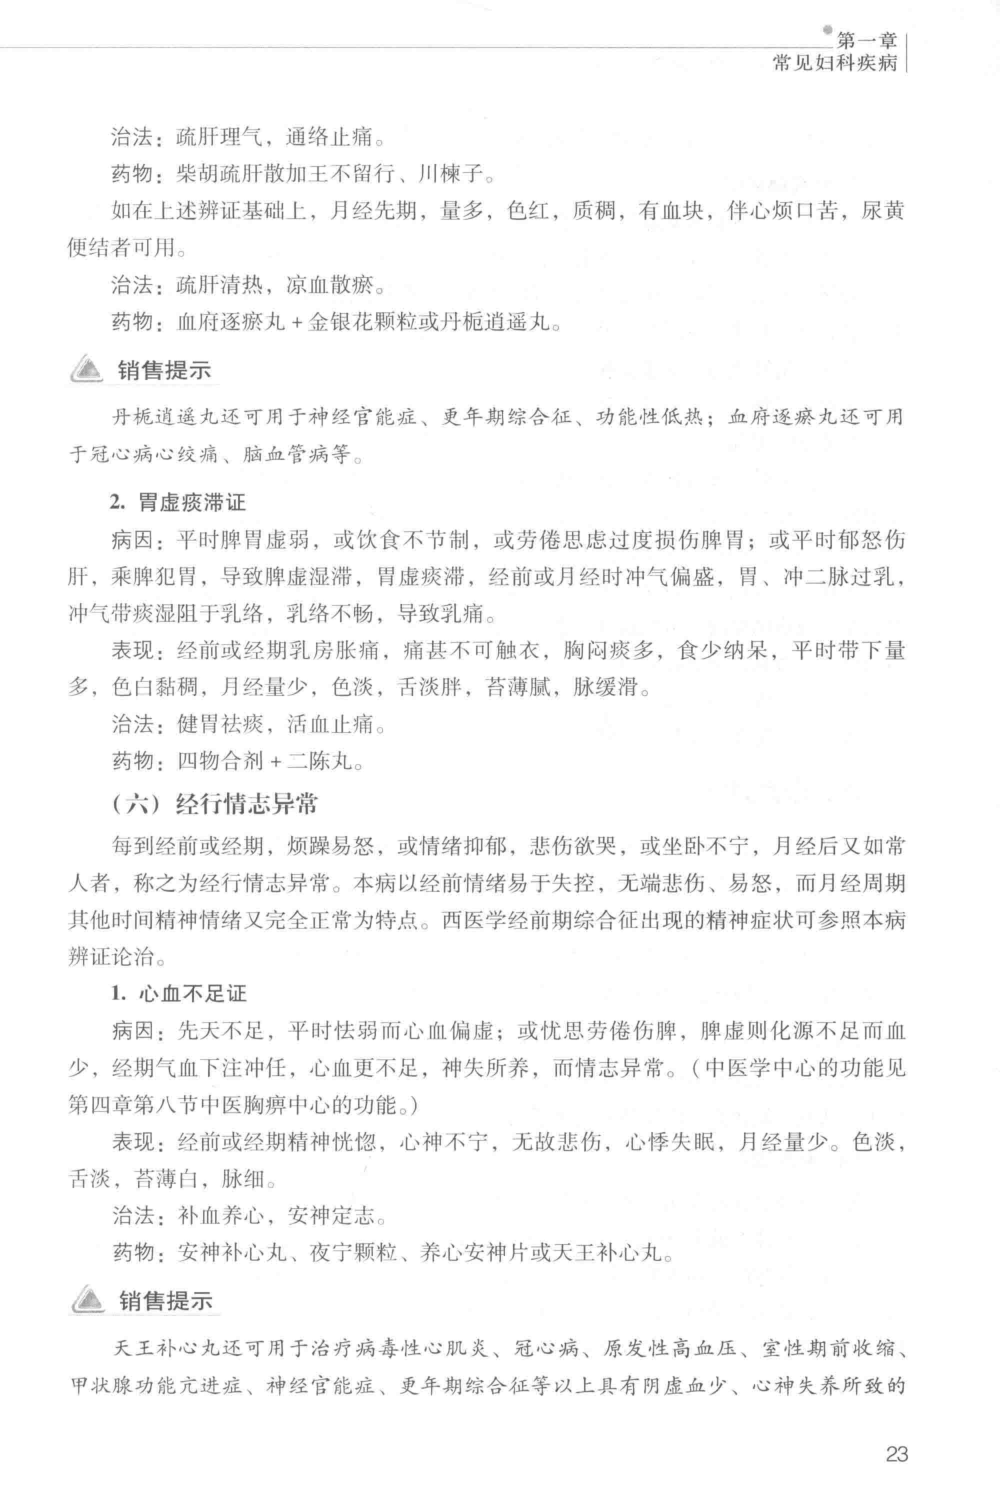 第一章
常见妇科疾病
治法：疏肝理气，通络止痛。
药物：柴胡疏肝散加王不留行、川楝子。
如在上述辨证基础上，月经先期，量多，色红，质稠，有血块，伴心烦口苦，尿黄
便结者可用。
治法：疏肝清热，凉血散瘀。
药物：血府逐瘀丸＋金银花颗粒或丹栀逍遥丸。
销售提示
丹栀逍遥丸还可用于神经官能症、更年期综合征、功能性低热；血府逐瘀丸还可用
于冠心病心绞痛、脑血管病等。
2. 胃虚痰滞证
病因：平时脾胃虚弱，或饮食不节制，或劳倦思虑过度损伤脾胃；或平时郁怒伤
肝，乘脾犯胃，导致脾虚湿滞，胃虚痰滞，经前或月经时冲气偏盛，胃、冲二脉过乳，
冲气带痰湿阻于乳络，乳络不畅，导致乳痛。
表现：经前或经期乳房胀痛，痛甚不可触衣，胸闷痰多，食少纳呆，平时带下量
多，色白黏稠，月经量少，色淡，舌淡胖，苔薄腻，脉缓滑。
治法：健胃祛痰，活血止痛。
药物：四物合剂＋二陈丸。
（六）经行情志异常
每到经前或经期，烦躁易怒，或情绪抑郁，悲伤欲哭，或坐卧不宁，月经后又如常
人者，称之为经行情志异常。本病以经前情绪易于失控，无端悲伤、易怒，而月经周期
其他时间精神情绪又完全正常为特点。西医学经前期综合征出现的精神症状可参照本病
辨证论治。
1. 心血不足证
病因：先天不足，平时怯弱而心血偏虚；或忧思劳倦伤脾，脾虚则化源不足而血
少，经期气血下注冲任，心血更不足，神失所养，而情志异常。（中医学中心的功能见
第四章第八节中医胸痹中心的功能。）
表现：经前或经期精神恍惚，心神不宁，无故悲伤，心悸失眠，月经量少。色淡，
舌淡，苔薄白，脉细。
治法：补血养心，安神定志。
药物：安神补心丸、夜宁颗粒、养心安神片或天王补心丸。
销售提示
天王补心丸还可用于治疗病毒性心肌炎、冠心病、原发性高血压、室性期前收缩、
甲状腺功能亢进症、神经官能症、更年期综合征等以上具有阴虚血少、心神失养所致的
23